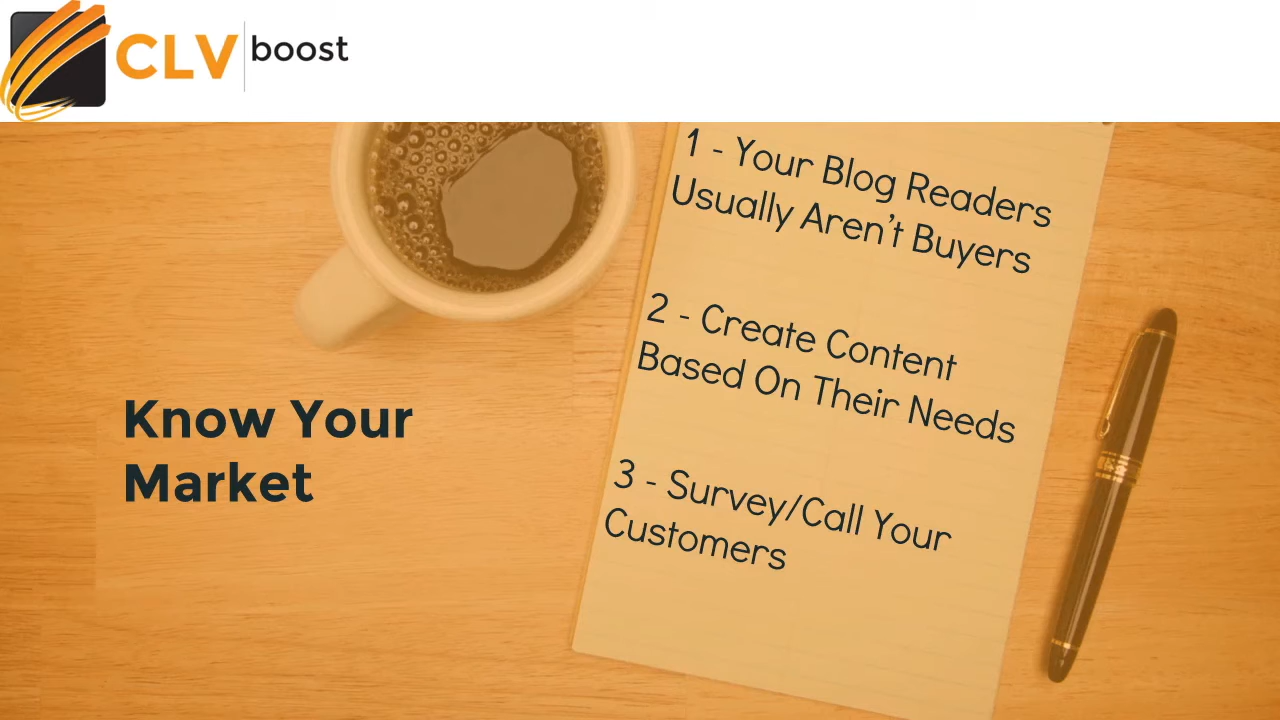 CLV boost
1 - Your Blog Readers
Usually Aren't Buyers
2 - Create Content
Based On Their Needs
3 - Survey/Call Your
Customers
Know Your
Market